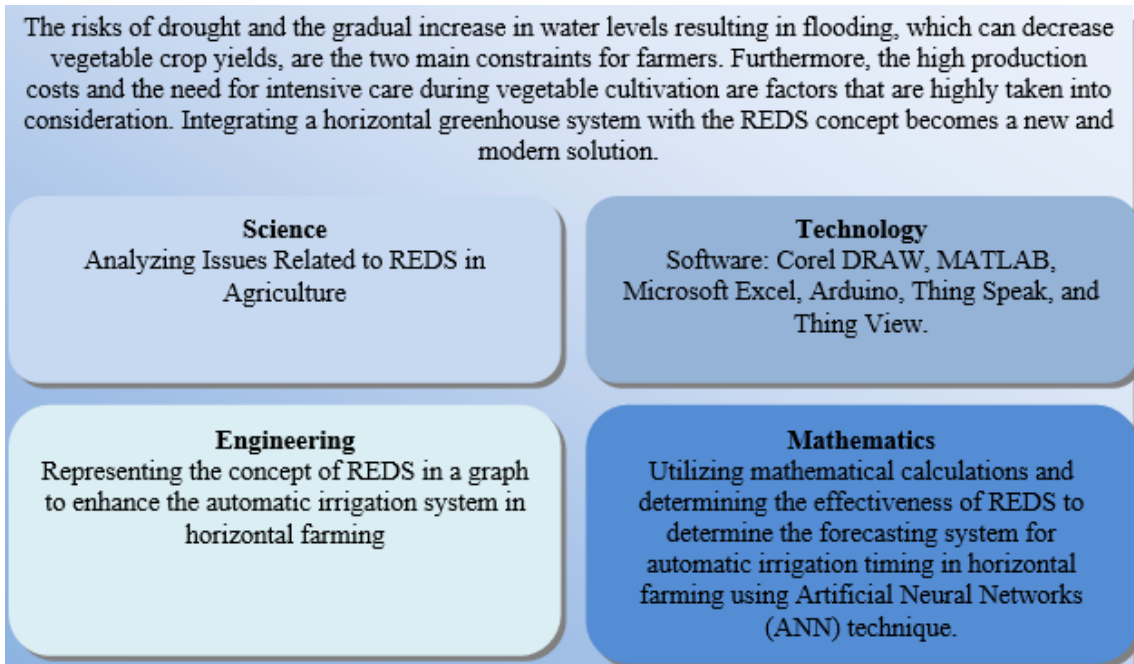 The risks of drought and the gradual increase in water levels resulting in flooding, which can decrease
vegetable crop yields, are the two main constraints for farmers. Furthermore, the high production
costs and the need for intensive care during vegetable cultivation are factors that are highly taken into
consideration. Integrating a horizontal greenhouse system with the REDS concept becomes a new and
modern solution.
Science
Analyzing Issues Related to REDS in
Agriculture
Technology
Software: Corel DRAW, MATLAB,
Microsoft Excel, Arduino, Thing Speak, and
Thing View.
Engineering
Representing the concept of REDS in a graph
to enhance the automatic irrigation system in
horizontal farming
Mathematics
Utilizing mathematical calculations and
determining the effectiveness of REDS to
determine the forecasting system for
automatic irrigation timing in horizontal
farming using Artificial Neural Networks
(ANN) technique.